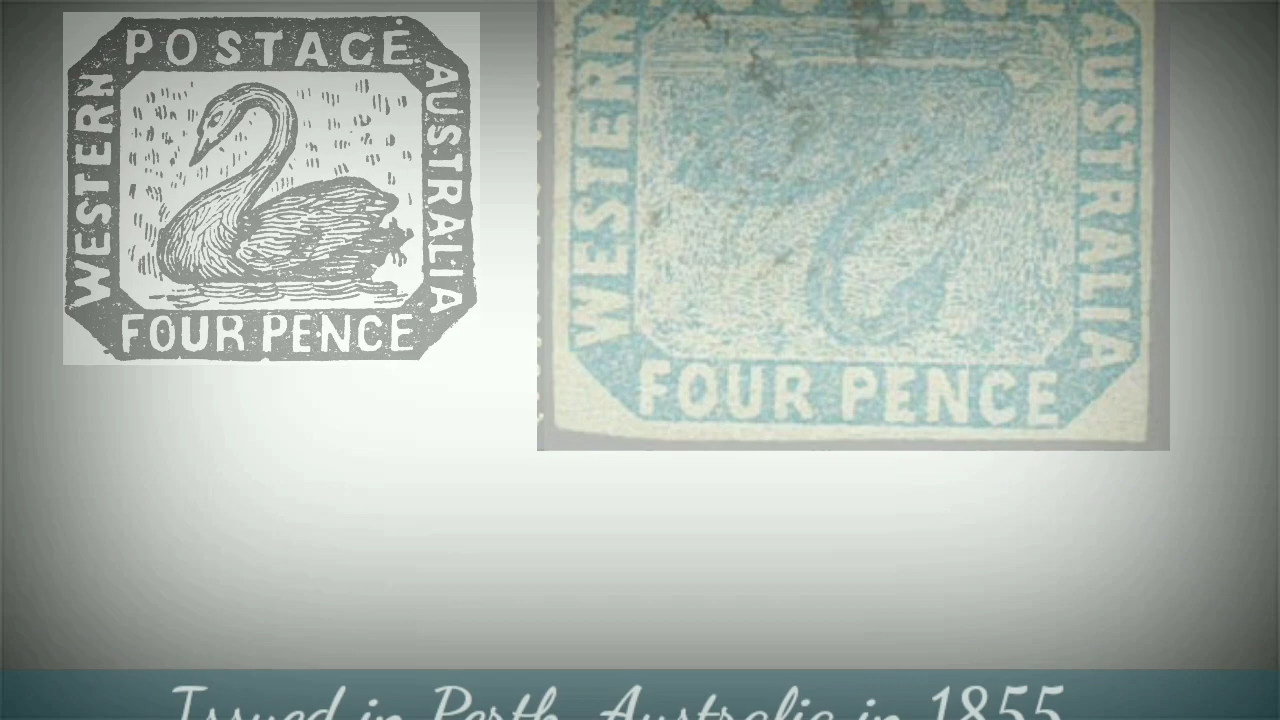 POSTAGE
WESTERN
AUSTRALIA
FOUR PENCE
WESTERN
AUSTRALIA
FOUR PENCE
Issued in Perth, Australia in 1855